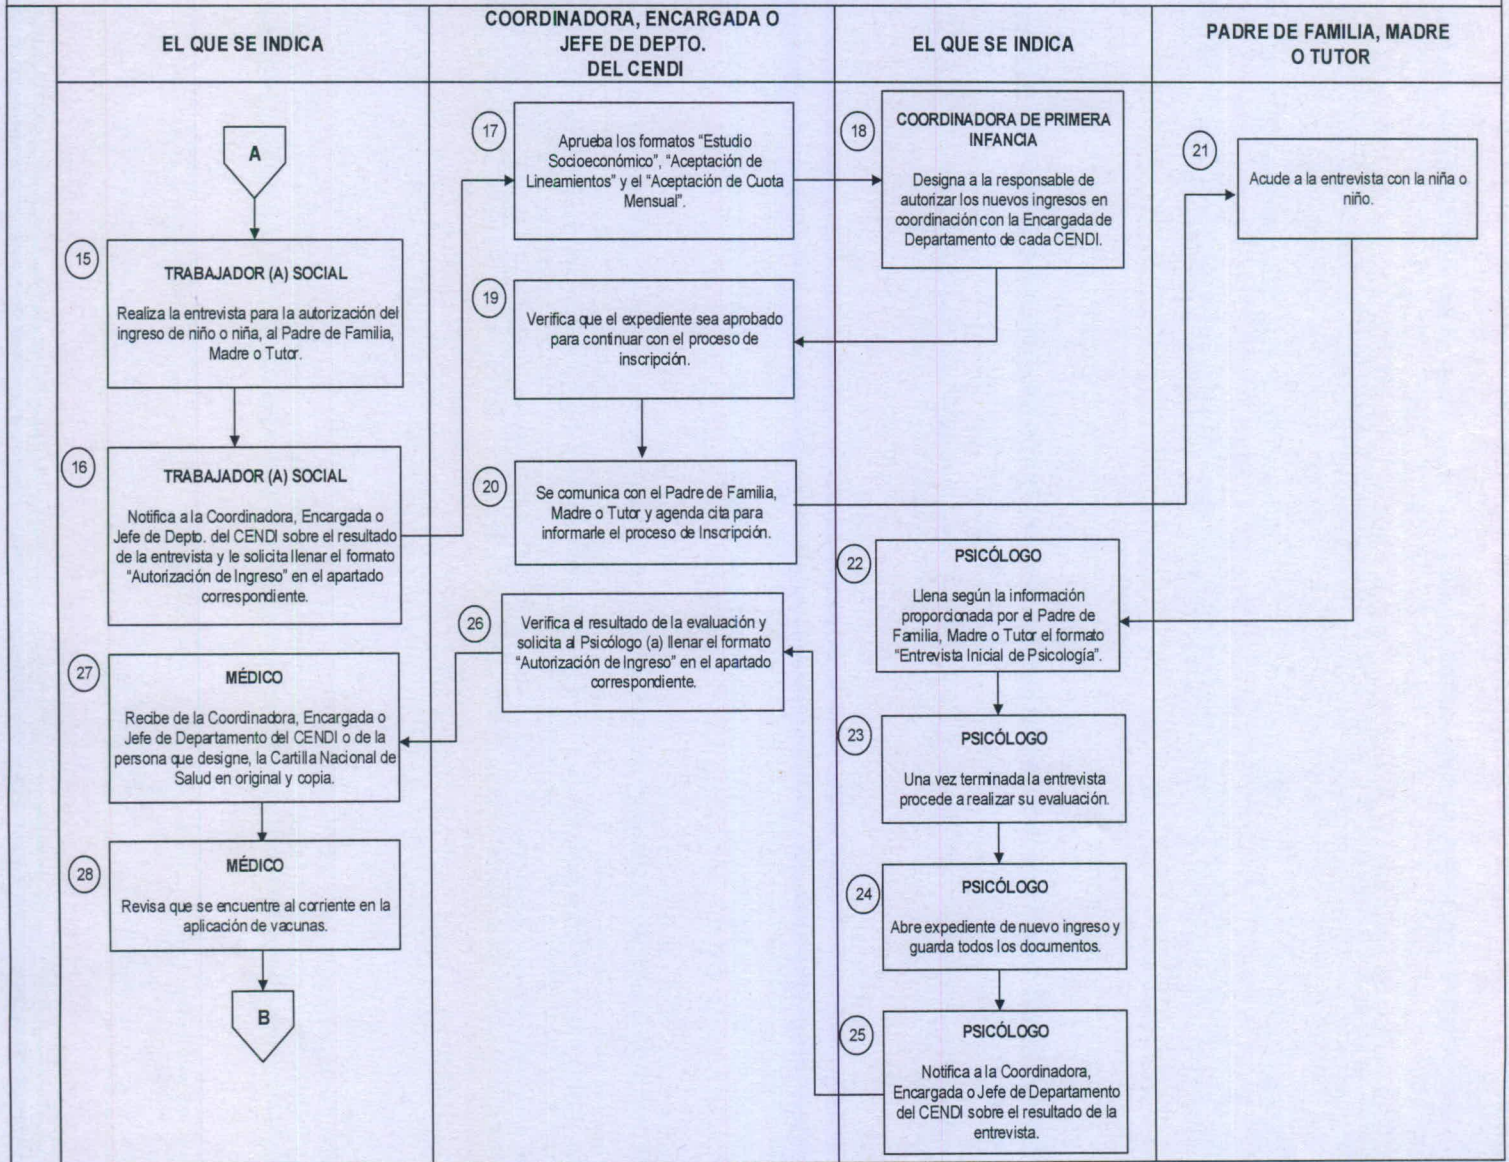 EL QUE SE INDICA
COORDINADORA, ENCARGADA O
JEFE DE DEPTO.
DEL CENDI
EL QUE SE INDICA
PADRE DE FAMILIA, MADRE
O TUTOR
A
15
TRABAJADOR (A) SOCIAL
Realiza la entrevista para la autorización del
ingreso de niño o niña, al Padre de Familia,
Madre o Tutor.
16
TRABAJADOR (A) SOCIAL
Notifica a la Coordinadora, Encargada o
Jefe de Depto. del CENDI sobre el resultado
de la entrevista y le solicita llenar el formato
“Autorización de Ingreso” en el apartado
correspondiente.
17
Aprueba los formatos “Estudio
Socioeconómico”, “Aceptación de
Lineamientos” y el “Aceptación de Cuota
Mensual”.
18
COORDINADORA DE PRIMERA
INFANCIA
Designa a la responsable de
autorizar los nuevos ingresos en
coordinación con la Encargada de
Departamento de cada CENDI.
19
Verifica que el expediente sea aprobado
para continuar con el proceso de
inscripción.
20
Se comunica con el Padre de Familia,
Madre o Tutor y agenda cita para
informarle el proceso de Inscripción.
21
Acude a la entrevista con la niña o
niño.
22
PSICÓLOGO
Llena según la información
proporcionada por el Padre de
Familia, Madre o Tutor el formato
“Entrevista Inicial de Psicología”.
23
PSICÓLOGO
Una vez terminada la entrevista
procede a realizar su evaluación.
24
PSICÓLOGO
Abre expediente de nuevo ingreso y
guarda todos los documentos.
25
PSICÓLOGO
Notifica a la Coordinadora,
Encargada o Jefe de Departamento
del CENDI sobre el resultado de la
entrevista.
26
Verifica el resultado de la evaluación y
solicita al Psicólogo (a) llenar el formato
“Autorización de Ingreso” en el apartado
correspondiente.
27
MÉDICO
Recibe de la Coordinadora, Encargada o
Jefe de Departamento del CENDI o de la
persona que designe, la Cartilla Nacional de
Salud en original y copia.
28
MÉDICO
Revisa que se encuentre al corriente en la
aplicación de vacunas.
B